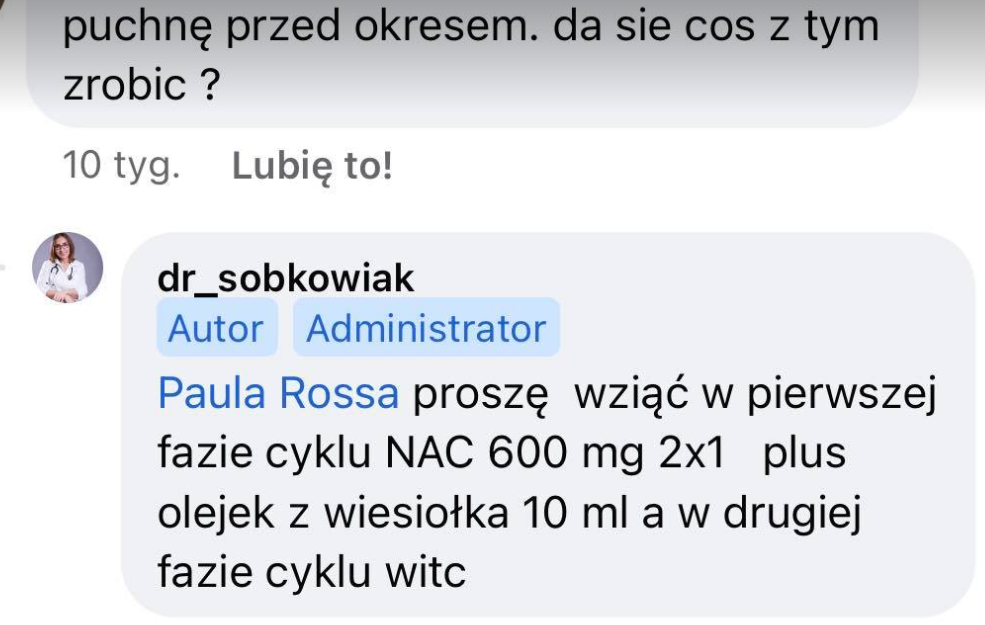 puchnę przed okresem. da sie cos z tym
zrobic ?
10 tyg. Lubię to!
dr_sobkowiak
Autor Administrator
Paula Rossa proszę wziąć w pierwszej
fazie cyklu NAC 600 mg 2x1 plus
olejek z wiesiołka 10 ml a w drugiej
fazie cyklu witc